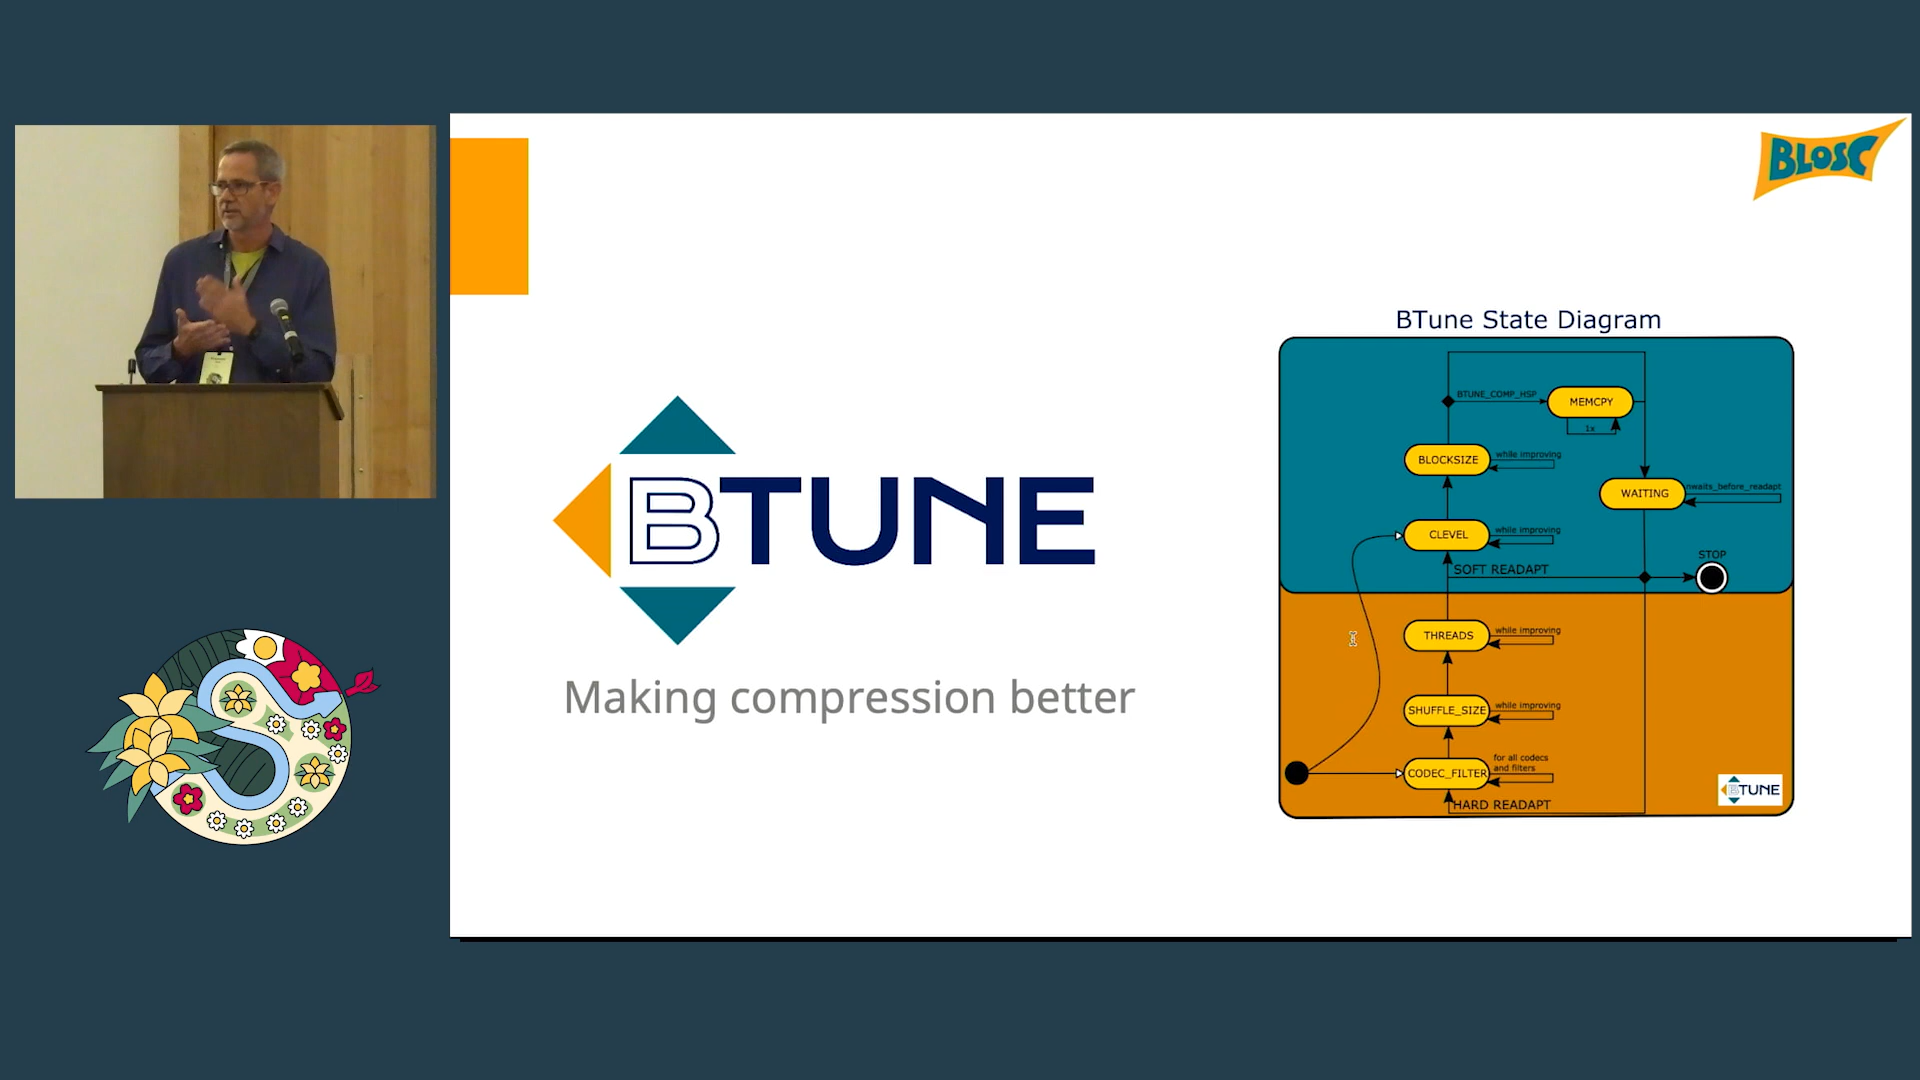 BLOSC
BTUNE
Making compression better
BTune State Diagram
BTUNE_COMP_HSP
MEMCPY
1x
BLOCKSIZE
while improving
WAITING
nwaits_before_readapt
CLEVEL
while improving
STOP
SOFT READAPT
THREADS
while improving
SHUFFLE_SIZE
while improving
CODEC_FILTER
for all codecs
and filters
HARD READAPT
BTUNE